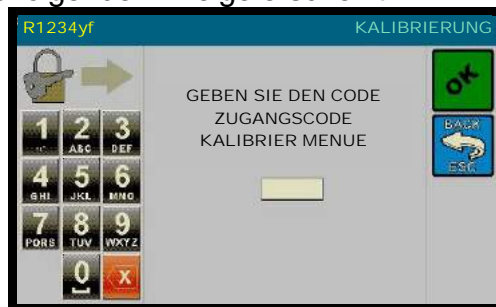 R1234yf KALIBRIERUNG
GEBEN SIE DEN CODE
ZUGANGSCODE
KALIBRIER MENUE
OK
BACK
ESC
1 2 3
ABC DEF
4 5 6
GHI JKL MNO
7 8 9
PQRS TUV WXYZ
0 X